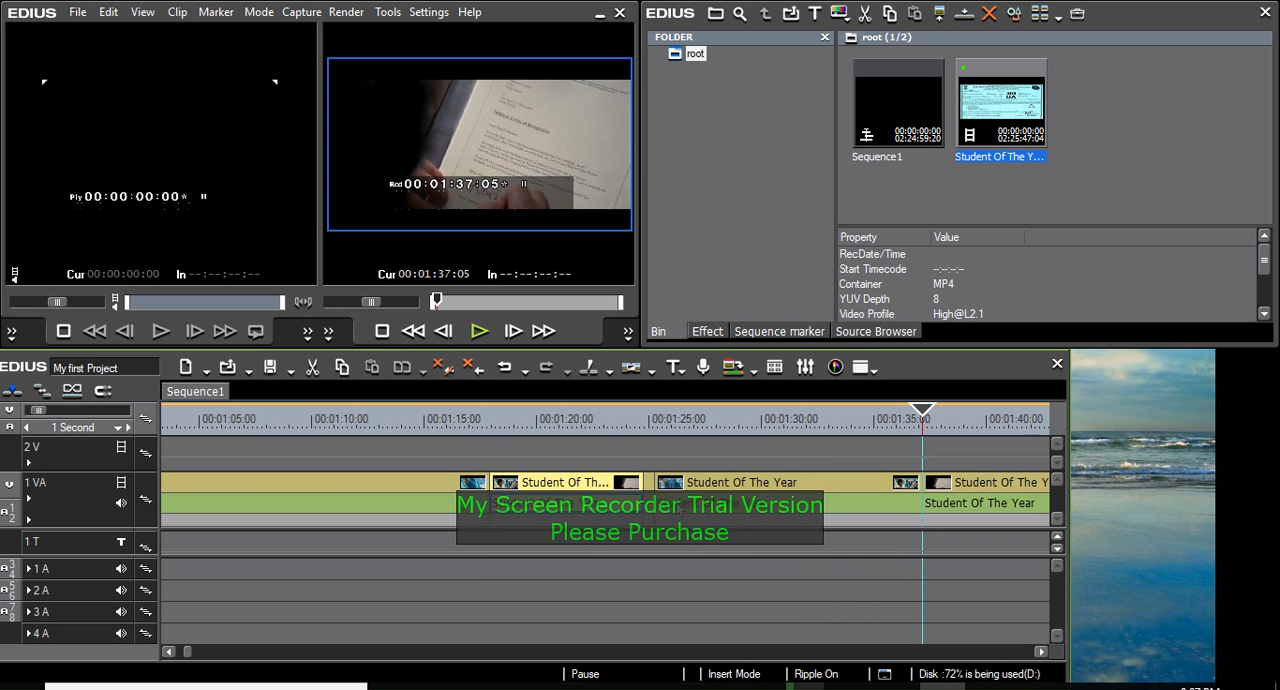 EDIUS File Edit View Clip Marker Mode Capture Render Tools Settings Help
Ply 00:00:00:00 * II
Cur 00:00:00:00 In --:--:--:--
Rcd 00:01:37:05 * II
Cur 00:01:37:05 In --:--:--:--
EDIUS
FOLDER
root
root (1/2)
00:00:00:00
02:24:59:20
Sequence1
00:00:00:00
02:25:47:04
Student Of The Y...
Property Value
RecDate/Time
Start Timecode --:--:--:--
Container MP4
YUV Depth 8
Video Profile High@L2.1
Bin Effect Sequence marker Source Browser
EDIUS My first Project
Sequence1
1 Second
00:01:05:00 00:01:10:00 00:01:15:00 00:01:20:00 00:01:25:00 00:01:30:00 00:01:35:00 00:01:40:00
2 V
1 VA
Student Of Th... Student Of The Year Student Of The Y
Student Of The Year
My Screen Recorder Trial Version
Please Purchase
1 T T
1 A
2 A
3 A
4 A
Pause Insert Mode Ripple On Disk :72% is being used(D:)